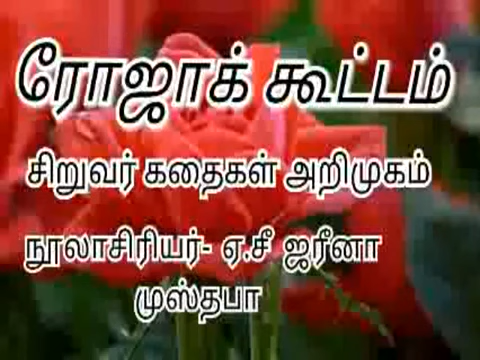 ரோஜாக் கூட்டம்
சிறுவர் கதைகள் அறிமுகம்
நூலாசிரியர்- ஏ.சீ ஜரீனா
முஸ்தபா